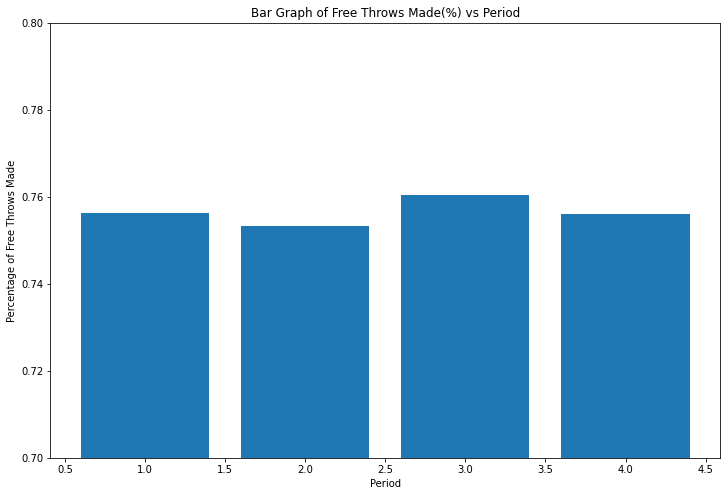 Bar Graph of Free Throws Made(%) vs Period
0.80
0.78
0.76
0.74
0.72
0.70
Percentage of Free Throws Made
0.5 1.0 1.5 2.0 2.5 3.0 3.5 4.0 4.5
Period